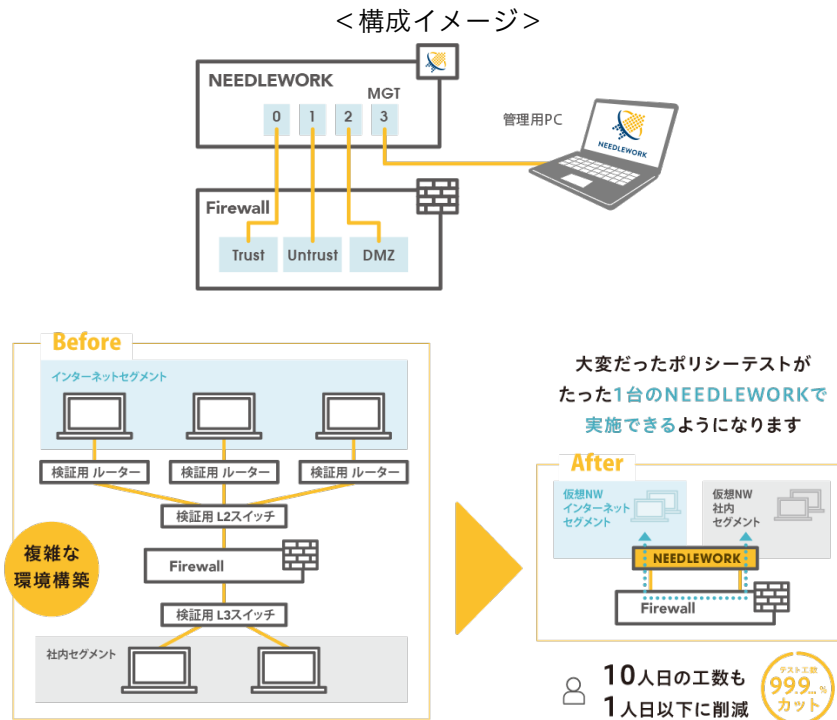 ＜構成イメージ＞
NEEDLEWORK
MGT
0 1 2 3
管理用PC
NEEDLEWORK
Firewall
Trust Untrust DMZ
Before
インターネットセグメント
検証用 ルーター 検証用 ルーター 検証用 ルーター
検証用 L2スイッチ
複雑な
環境構築
Firewall
検証用 L3スイッチ
社内セグメント
大変だったポリシーテストが
たった1台のNEEDLEWORKで
実施できるようになります
After
仮想NW
インターネット
セグメント
仮想NW
社内
セグメント
NEEDLEWORK
Firewall
10人日の工数も
1人日以下に削減
テスト工数
99.9...%
カット